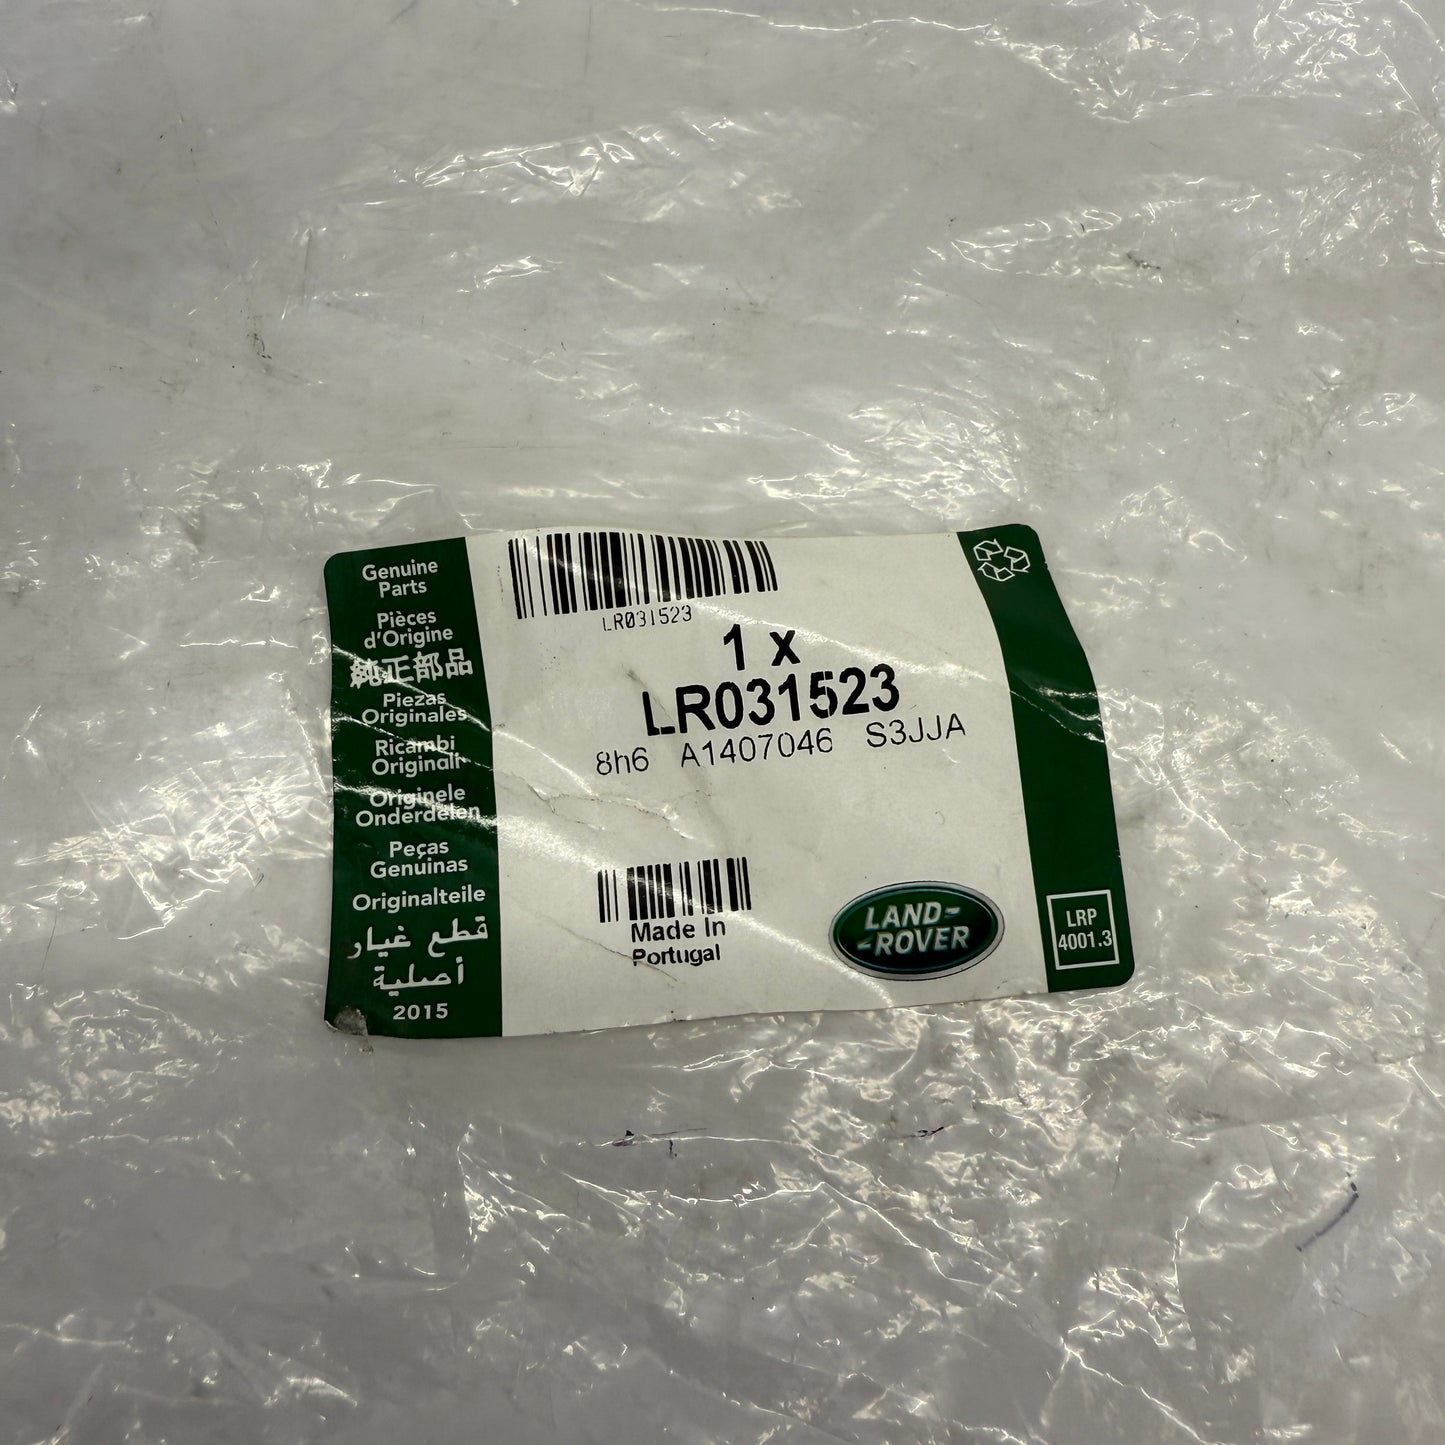 Genuine
Parts
Pièces
d'Origine
純正部品
Piezas
Originales
Ricambi
Originali
Originele
Onderdelen
Peças
Genuinas
Originalteile
قطع غيار
أصلية
2015
LR031523
1 x
LR031523
8h6 A1407046 S3JJA
Made In
Portugal
LAND-
-ROVER
LRP
4001.3